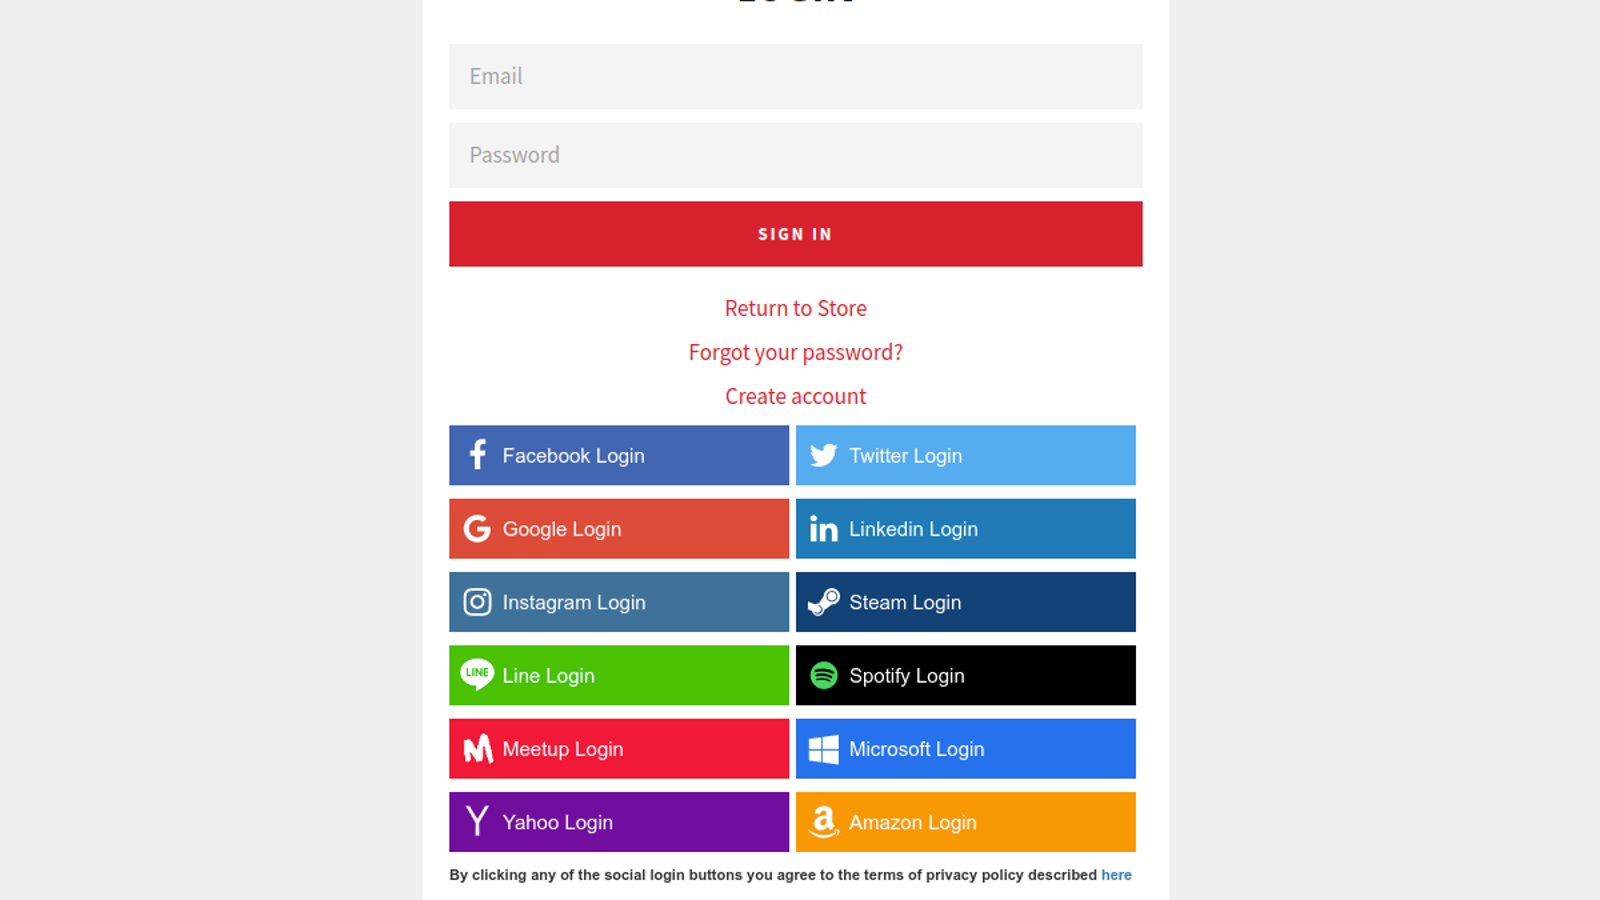 LOGIN
Email
Password
SIGN IN
Return to Store
Forgot your password?
Create account
Facebook Login
Twitter Login
Google Login
Linkedin Login
Instagram Login
Steam Login
LINE Line Login
Spotify Login
Meetup Login
Microsoft Login
Yahoo Login
Amazon Login
By clicking any of the social login buttons you agree to the terms of privacy policy described here